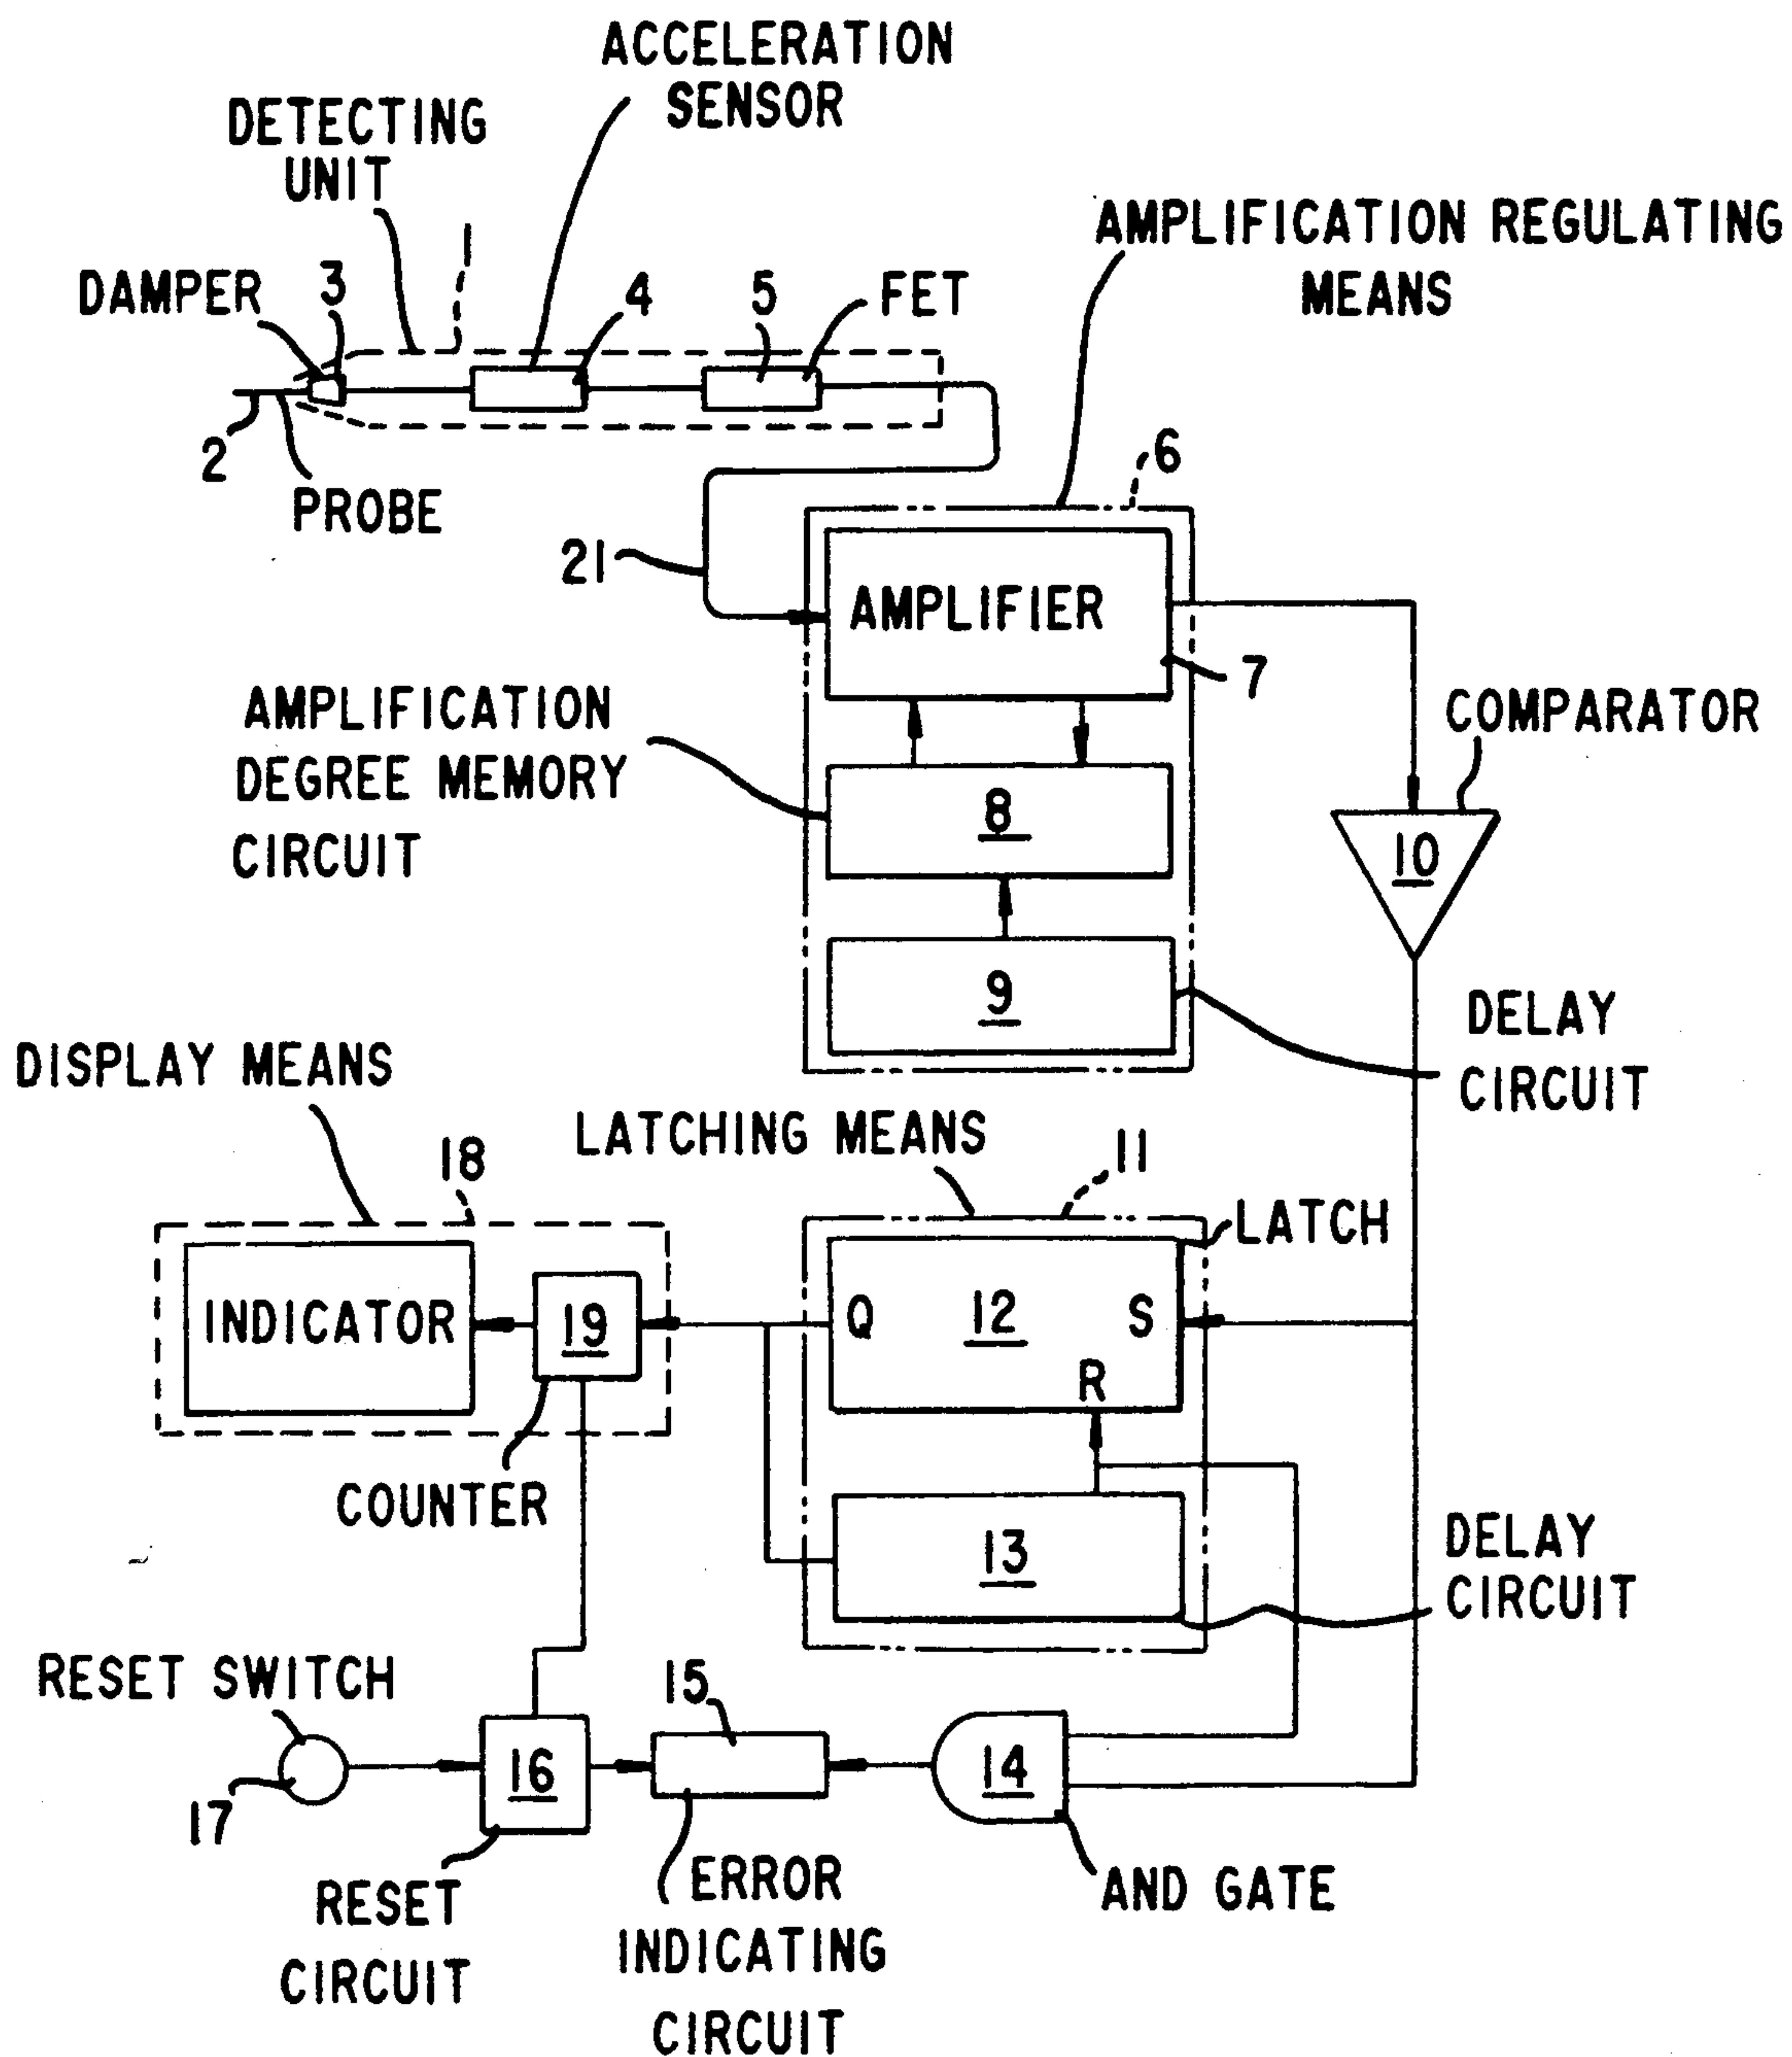 ACCELERATION
SENSOR
DETECTING
UNIT
1
AMPLIFICATION REGULATING
MEANS
DAMPER
3
4
5
FET
2
PROBE
6
21
AMPLIFIER
7
AMPLIFICATION
DEGREE MEMORY
CIRCUIT
COMPARATOR
8
10
9
DELAY
CIRCUIT
DISPLAY MEANS
LATCHING MEANS
11
18
LATCH
INDICATOR
19
Q
12
S
R
COUNTER
13
DELAY
CIRCUIT
RESET SWITCH
15
16
14
17
RESET
CIRCUIT
ERROR
INDICATING
CIRCUIT
AND GATE